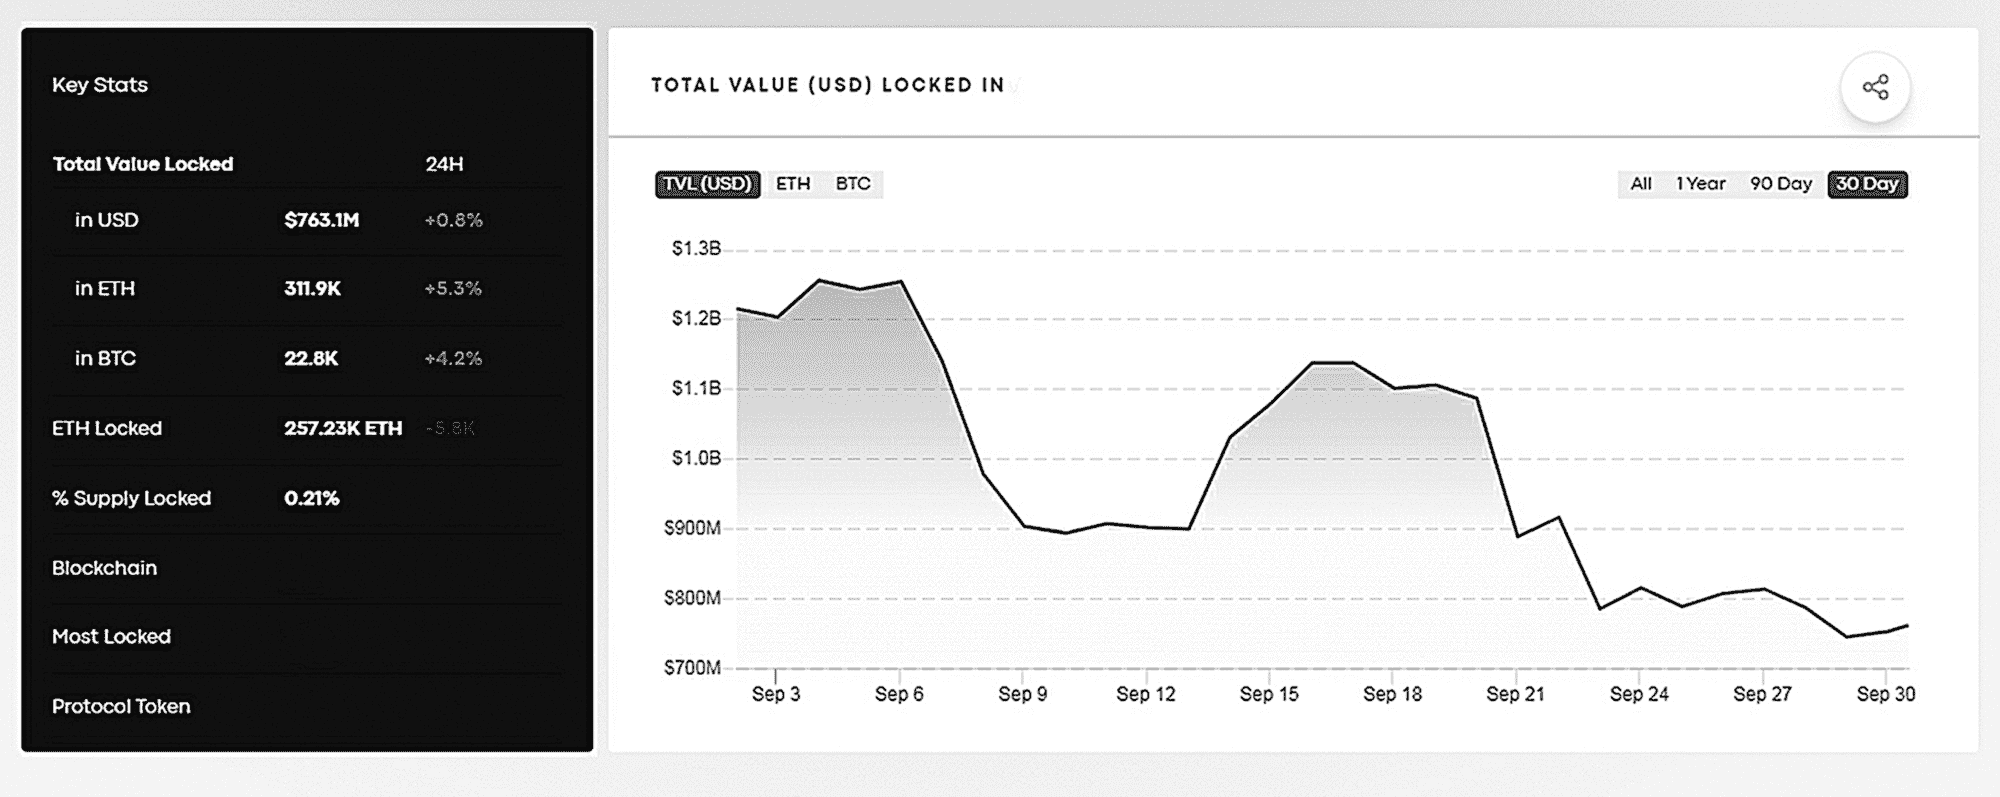 Key Stats
Total Value Locked 24H
in USD $763.1M +0.8%
in ETH 311.9K +5.3%
in BTC 22.8K +4.2%
ETH Locked 257.23K ETH -5.8K
% Supply Locked 0.21%
Blockchain
Most Locked
Protocol Token
TOTAL VALUE (USD) LOCKED IN
TVL (USD) ETH BTC
All 1 Year 90 Day 30 Day
$1.3B
$1.2B
$1.1B
$1.0B
$900M
$800M
$700M
Sep 3 Sep 6 Sep 9 Sep 12 Sep 15 Sep 18 Sep 21 Sep 24 Sep 27 Sep 30